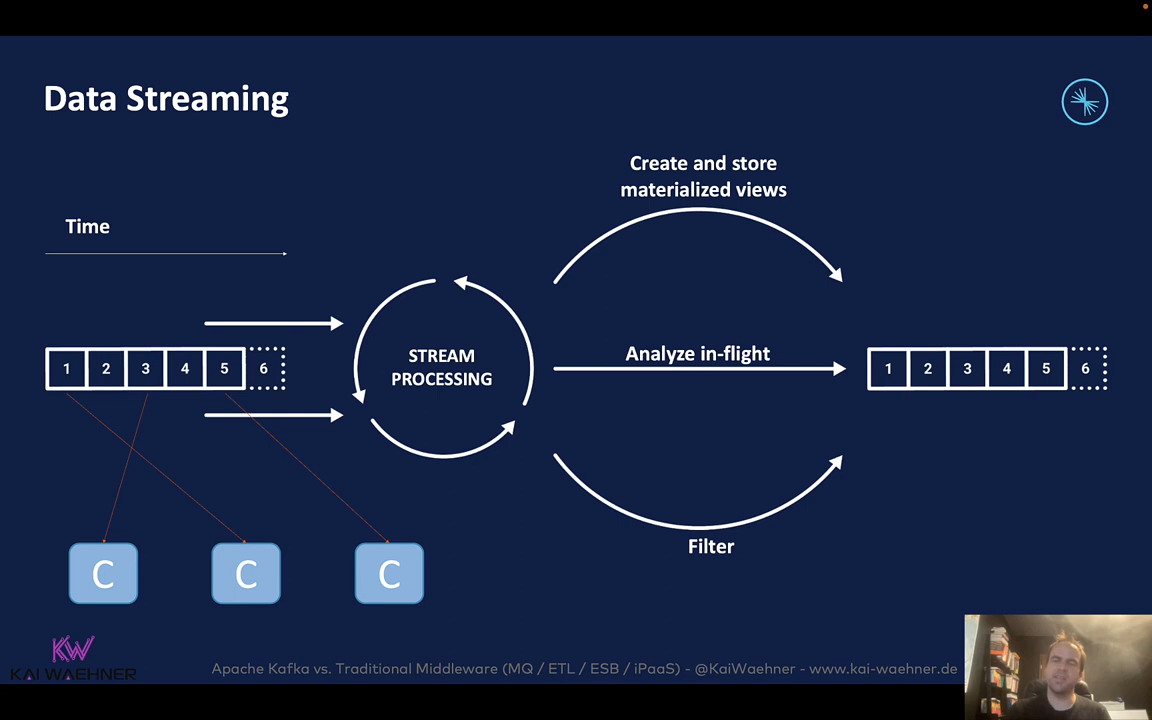 Data Streaming
Create and store
materialized views
Time
STREAM
PROCESSING
Analyze in-flight
1 2 3 4 5 6
1 2 3 4 5 6
Filter
C C C
KW
KAI WAEHNER
Apache Kafka vs. Traditional Middleware (MQ / ETL / ESB / iPaaS) - @KaiWaehner - www.kai-waehner.de